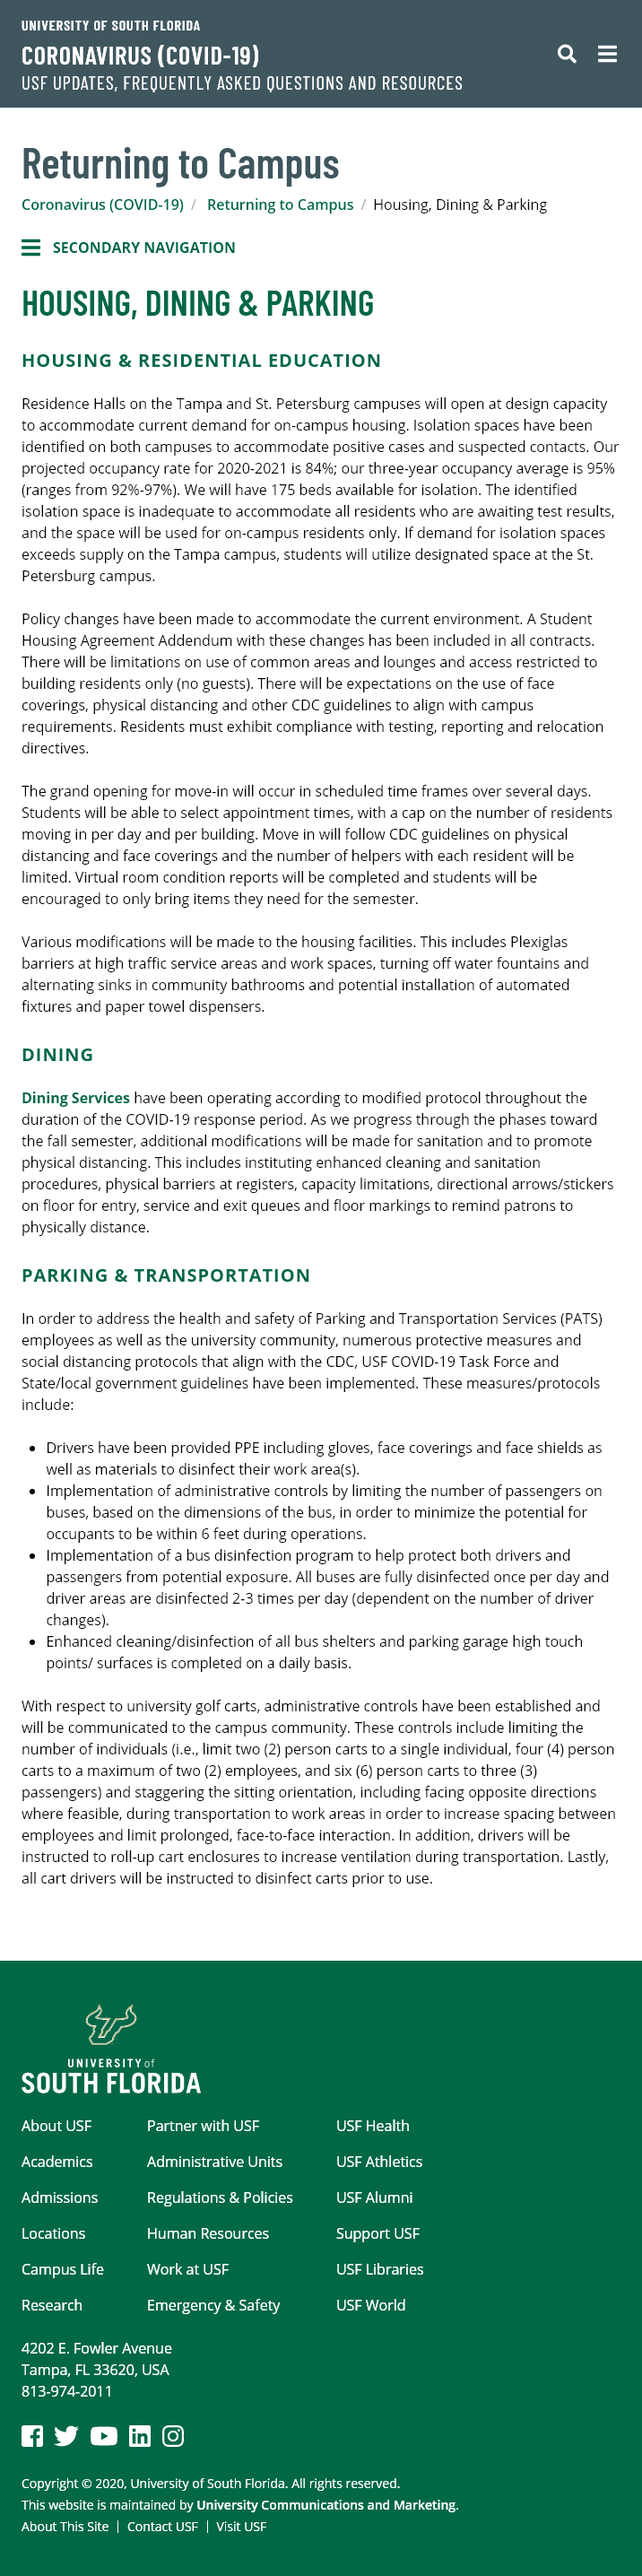 UNIVERSITY OF SOUTH FLORIDA
CORONAVIRUS (COVID-19)
USF UPDATES, FREQUENTLY ASKED QUESTIONS AND RESOURCES
Returning to Campus
Coronavirus (COVID-19) / Returning to Campus / Housing, Dining & Parking
SECONDARY NAVIGATION
HOUSING, DINING & PARKING
HOUSING & RESIDENTIAL EDUCATION
Residence Halls on the Tampa and St. Petersburg campuses will open at design capacity
to accommodate current demand for on-campus housing. Isolation spaces have been
identified on both campuses to accommodate positive cases and suspected contacts. Our
projected occupancy rate for 2020-2021 is 84%; our three-year occupancy average is 95%
(ranges from 92%-97%). We will have 175 beds available for isolation. The identified
isolation space is inadequate to accommodate all residents who are awaiting test results,
and the space will be used for on-campus residents only. If demand for isolation spaces
exceeds supply on the Tampa campus, students will utilize designated space at the St.
Petersburg campus.
Policy changes have been made to accommodate the current environment. A Student
Housing Agreement Addendum with these changes has been included in all contracts.
There will be limitations on use of common areas and lounges and access restricted to
building residents only (no guests). There will be expectations on the use of face
coverings, physical distancing and other CDC guidelines to align with campus
requirements. Residents must exhibit compliance with testing, reporting and relocation
directives.
The grand opening for move-in will occur in scheduled time frames over several days.
Students will be able to select appointment times, with a cap on the number of residents
moving in per day and per building. Move in will follow CDC guidelines on physical
distancing and face coverings and the number of helpers with each resident will be
limited. Virtual room condition reports will be completed and students will be
encouraged to only bring items they need for the semester.
Various modifications will be made to the housing facilities. This includes Plexiglas
barriers at high traffic service areas and work spaces, turning off water fountains and
alternating sinks in community bathrooms and potential installation of automated
fixtures and paper towel dispensers.
DINING
Dining Services have been operating according to modified protocol throughout the
duration of the COVID-19 response period. As we progress through the phases toward
the fall semester, additional modifications will be made for sanitation and to promote
physical distancing. This includes instituting enhanced cleaning and sanitation
procedures, physical barriers at registers, capacity limitations, directional arrows/stickers
on floor for entry, service and exit queues and floor markings to remind patrons to
physically distance.
PARKING & TRANSPORTATION
In order to address the health and safety of Parking and Transportation Services (PATS)
employees as well as the university community, numerous protective measures and
social distancing protocols that align with the CDC, USF COVID-19 Task Force and
State/local government guidelines have been implemented. These measures/protocols
include:
• Drivers have been provided PPE including gloves, face coverings and face shields as
well as materials to disinfect their work area(s).
• Implementation of administrative controls by limiting the number of passengers on
buses, based on the dimensions of the bus, in order to minimize the potential for
occupants to be within 6 feet during operations.
• Implementation of a bus disinfection program to help protect both drivers and
passengers from potential exposure. All buses are fully disinfected once per day and
driver areas are disinfected 2-3 times per day (dependent on the number of driver
changes).
• Enhanced cleaning/disinfection of all bus shelters and parking garage high touch
points/ surfaces is completed on a daily basis.
With respect to university golf carts, administrative controls have been established and
will be communicated to the campus community. These controls include limiting the
number of individuals (i.e., limit two (2) person carts to a single individual, four (4) person
carts to a maximum of two (2) employees, and six (6) person carts to three (3)
passengers) and staggering the sitting orientation, including facing opposite directions
where feasible, during transportation to work areas in order to increase spacing between
employees and limit prolonged, face-to-face interaction. In addition, drivers will be
instructed to roll-up cart enclosures to increase ventilation during transportation. Lastly,
all cart drivers will be instructed to disinfect carts prior to use.
UNIVERSITY of
SOUTH FLORIDA
About USF Partner with USF USF Health
Academics Administrative Units USF Athletics
Admissions Regulations & Policies USF Alumni
Locations Human Resources Support USF
Campus Life Work at USF USF Libraries
Research Emergency & Safety USF World
4202 E. Fowler Avenue
Tampa, FL 33620, USA
813-974-2011
Copyright © 2020, University of South Florida. All rights reserved.
This website is maintained by University Communications and Marketing.
About This Site | Contact USF | Visit USF